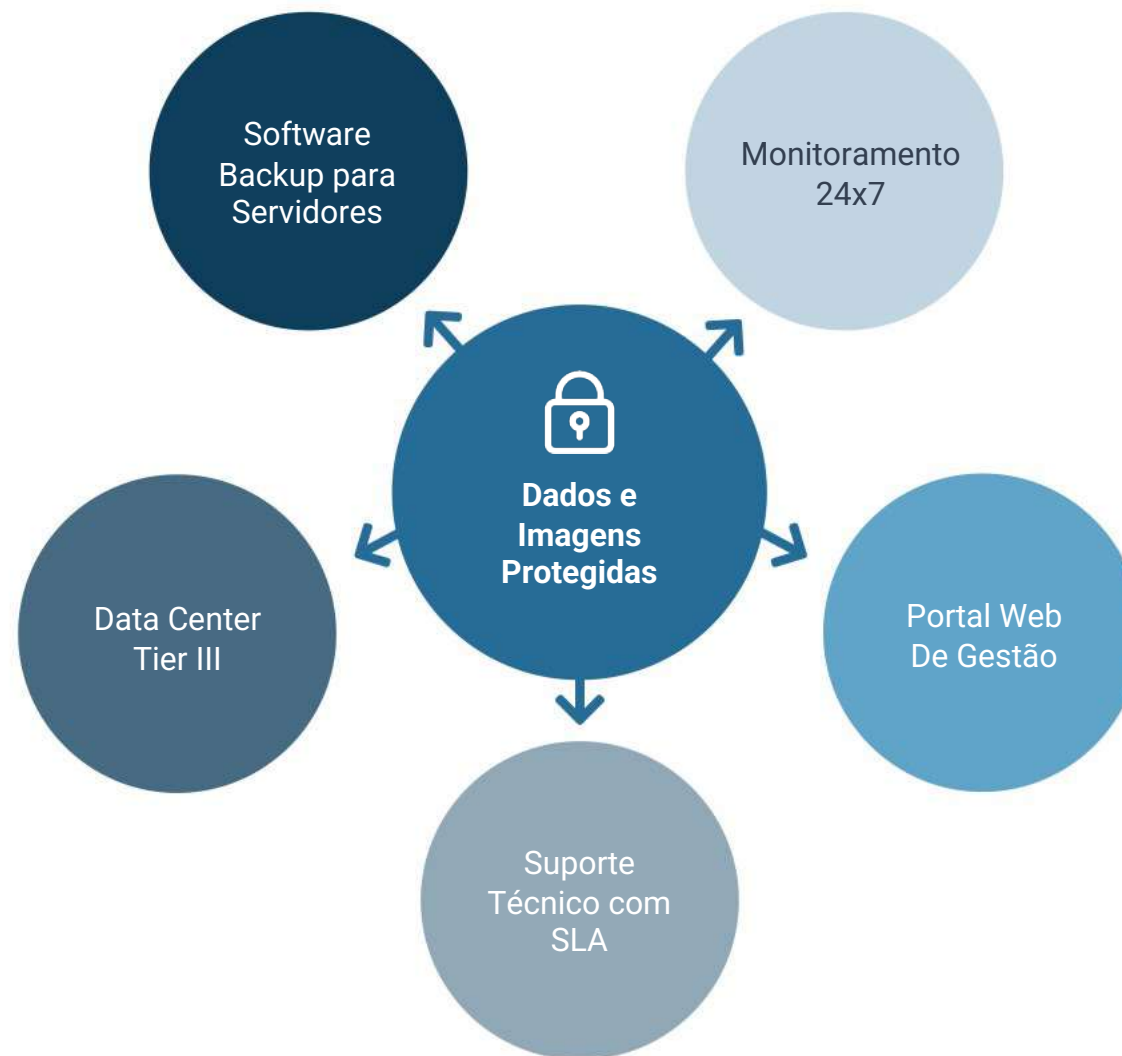 Software
Backup para
Servidores
Monitoramento
24x7
Dados e
Imagens
Protegidas
Data Center
Tier III
Portal Web
De Gestão
Suporte
Técnico com
SLA